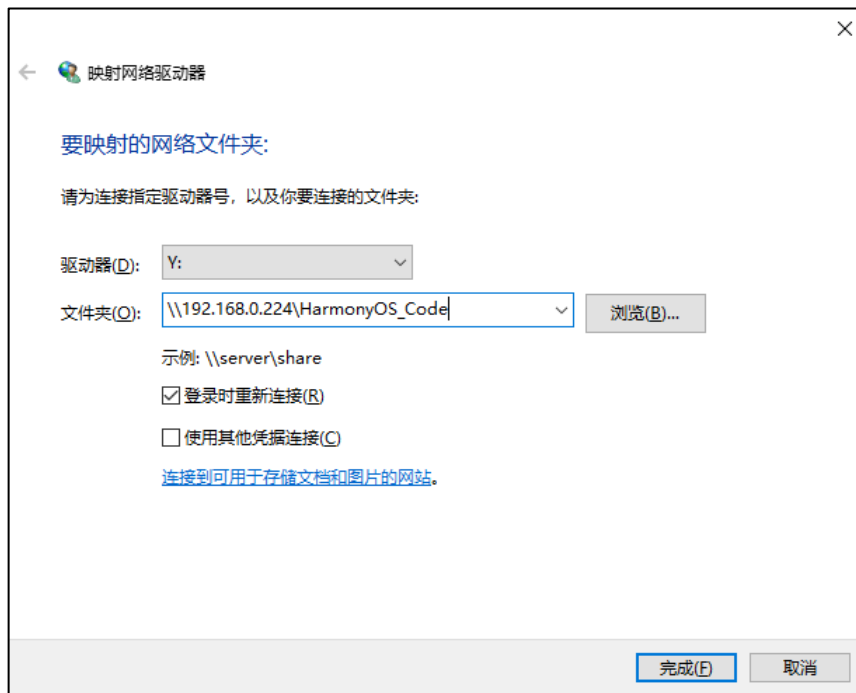 映射网络驱动器
要映射的网络文件夹:
请为连接指定驱动器号，以及你要连接的文件夹:
驱动器(D): Y:
文件夹(O): \\192.168.0.224\HarmonyOS_Code 浏览(B)...
示例: \\server\share
登录时重新连接(R)
使用其他凭据连接(C)
连接到可用于存储文档和图片的网站。
完成(F) 取消